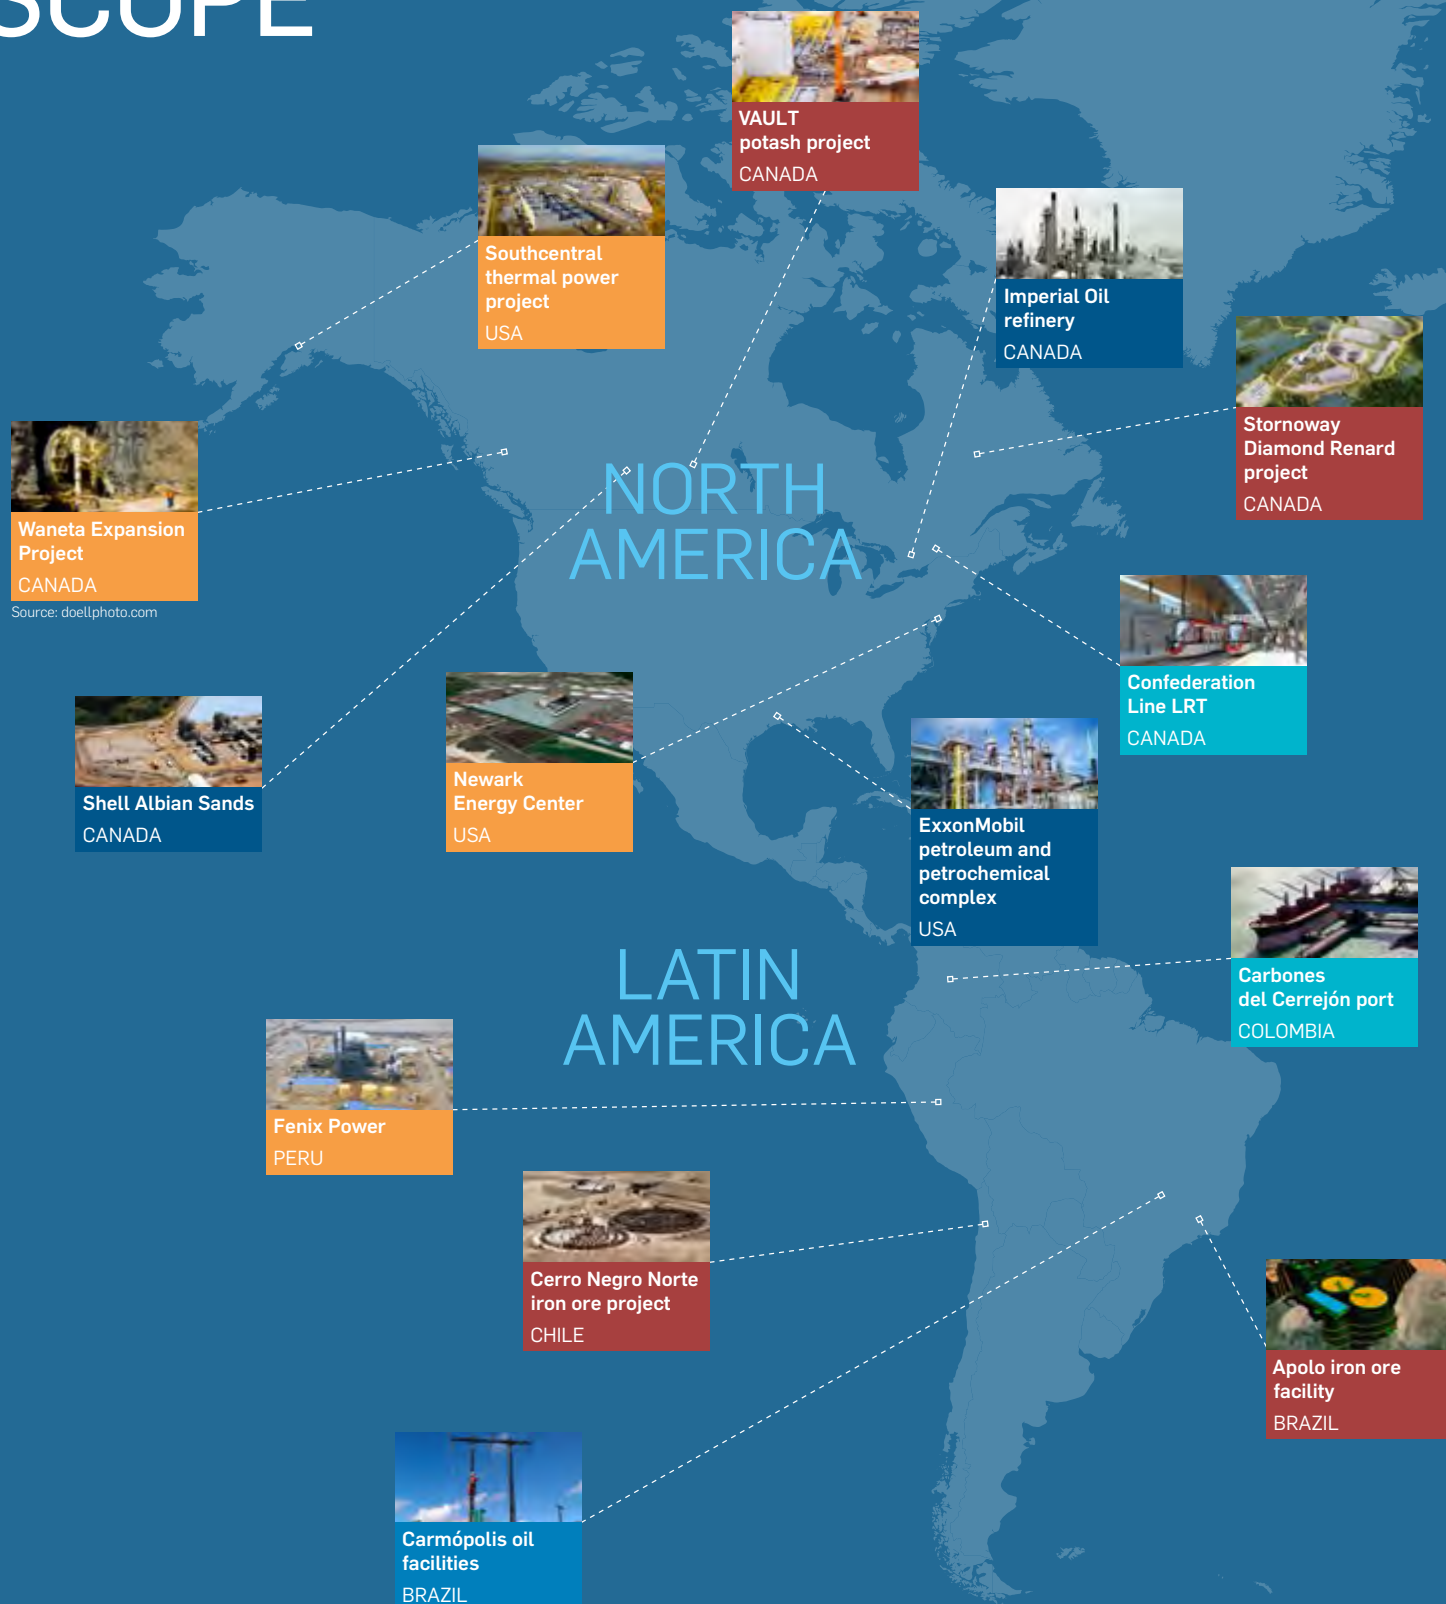 SCOPE
VAULT
potash project
CANADA
Southcentral
thermal power
project
USA
Imperial Oil
refinery
CANADA
Stornoway
Diamond Renard
project
CANADA
Waneta Expansion
Project
CANADA
Source: doellphoto.com
NORTH
AMERICA
Confederation
Line LRT
CANADA
Shell Albian Sands
CANADA
Newark
Energy Center
USA
ExxonMobil
petroleum and
petrochemical
complex
USA
Carbones
del Cerrejón port
COLOMBIA
LATIN
AMERICA
Fenix Power
PERU
Cerro Negro Norte
iron ore project
CHILE
Apolo iron ore
facility
BRAZIL
Carmópolis oil
facilities
BRAZIL